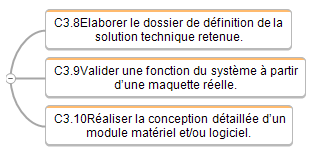 C3.8Elaborer le dossier de définition de la
solution technique retenue.
C3.9Valider une fonction du système à partir
d'une maquette réelle.
C3.10Réaliser la conception détaillée d'un
module matériel et/ou logiciel.